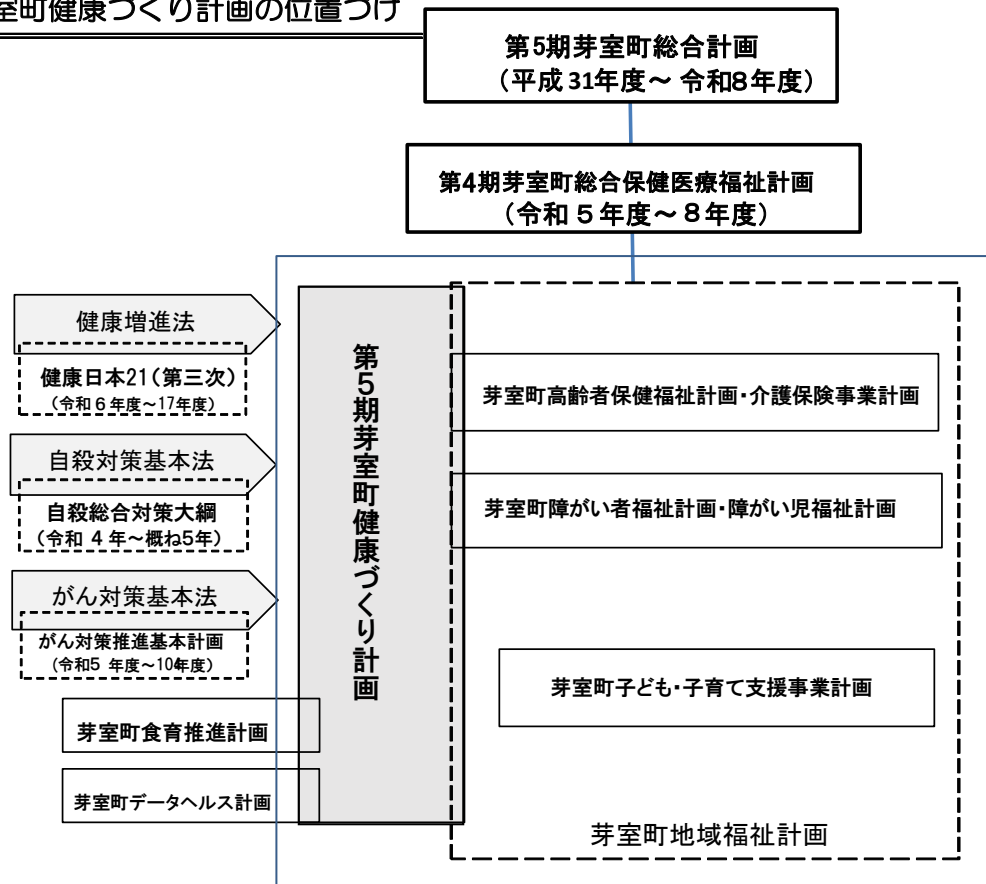 室町健康づくり計画の位置づけ
第5期芽室町総合計画
（平成 31年度～ 令和8年度）
第4期芽室町総合保健医療福祉計画
（令和 ５年度～８年度）
健康増進法
健康日本21（第三次）
（令和６年度～17年度）
自殺対策基本法
自殺総合対策大綱
（令和 ４年～概ね5年）
がん対策基本法
がん対策推進基本計画
（令和5 年度～10年度）
芽室町食育推進計画
芽室町データヘルス計画
第５期芽室町健康づくり計画
芽室町高齢者保健福祉計画・介護保険事業計画
芽室町障がい者福祉計画・障がい児福祉計画
芽室町子ども・子育て支援事業計画
芽室町地域福祉計画